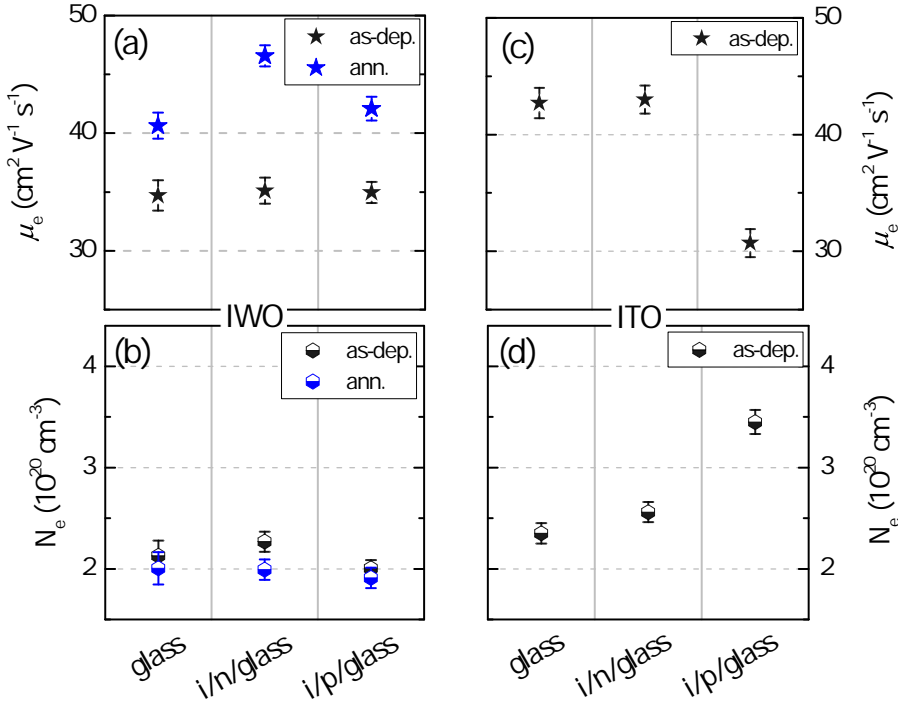 (a)
as-dep.
ann.
50
40
30
μe (cm² V⁻¹ s⁻¹)
(c)
as-dep.
50
40
30
μe (cm² V⁻¹ s⁻¹)
IWO
ITO
(b)
as-dep.
ann.
4
3
2
Ne (10²⁰ cm⁻³)
glass
i/n/glass
i/p/glass
(d)
as-dep.
4
3
2
Ne (10²⁰ cm⁻³)
glass
i/n/glass
i/p/glass